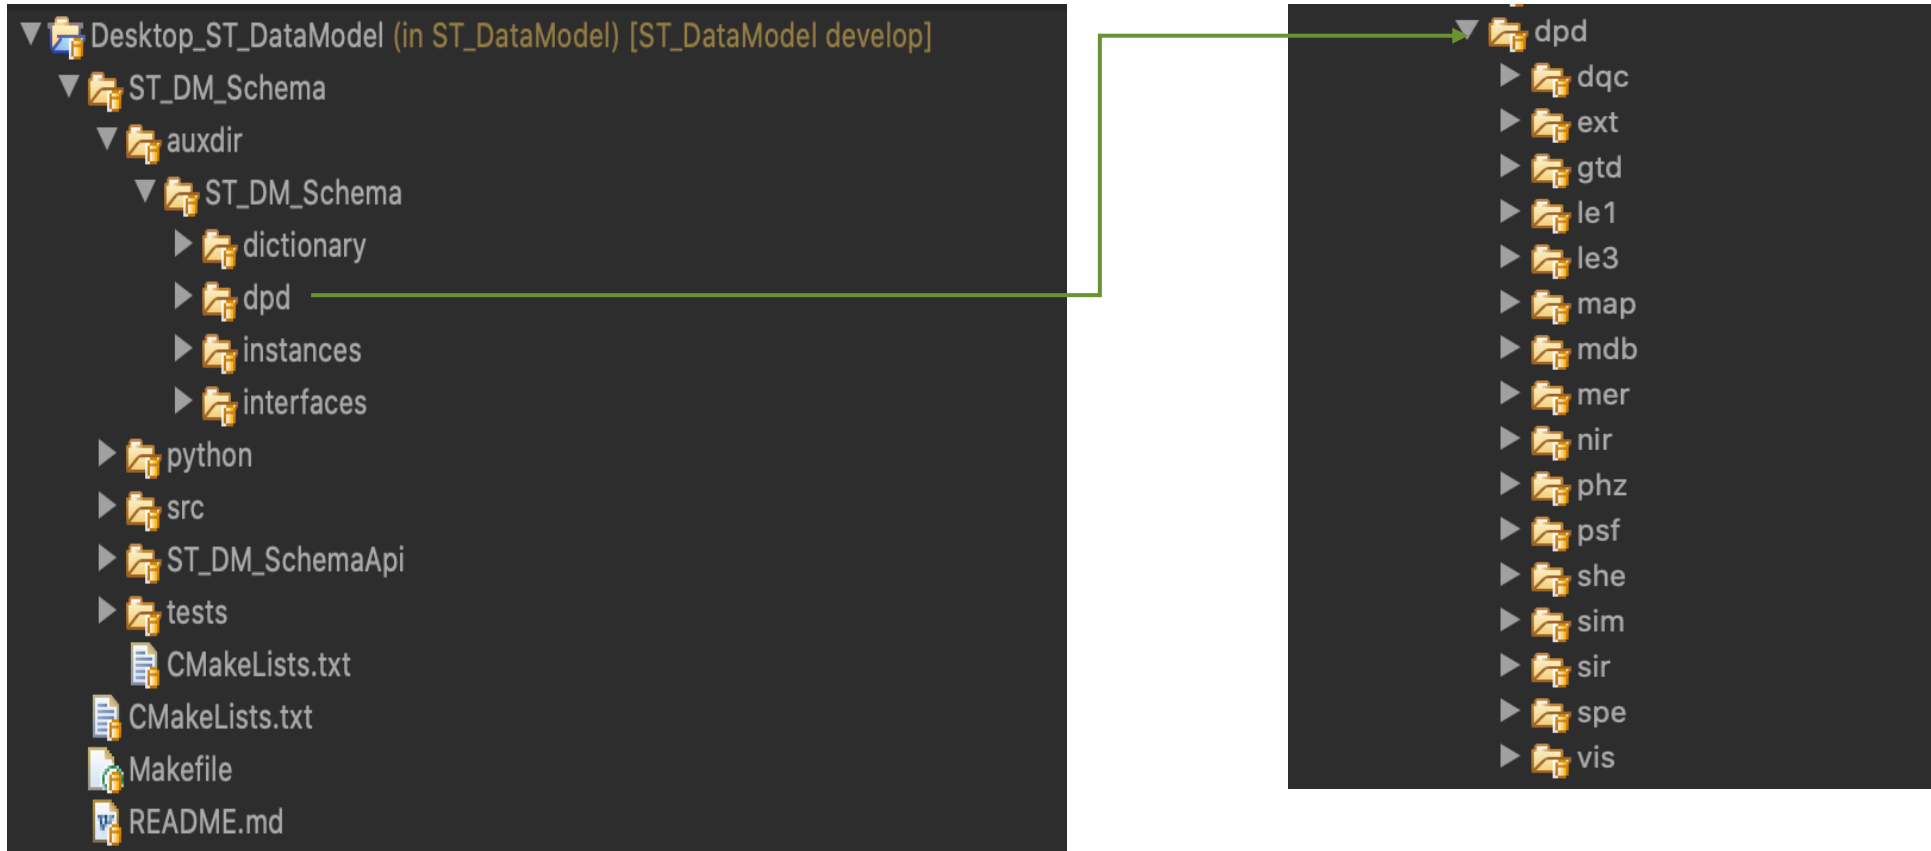 Desktop_ST_DataModel (in ST_DataModel) [ST_DataModel develop]
ST_DM_Schema
auxdir
ST_DM_Schema
dictionary
dpd
instances
interfaces
python
src
ST_DM_SchemaApi
tests
CMakeLists.txt
CMakeLists.txt
Makefile
README.md
dpd
dqc
ext
gtd
le1
le3
map
mdb
mer
nir
phz
psf
she
sim
sir
spe
vis